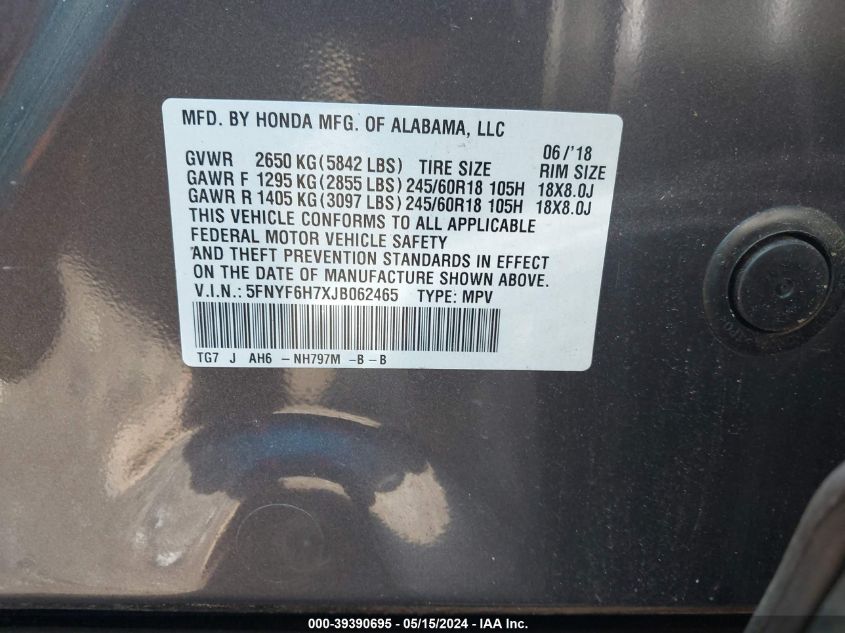 MFD. BY HONDA MFG. OF ALABAMA, LLC
06/'18
GVWR 2650 KG(5842 LBS) TIRE SIZE RIM SIZE
GAWR F 1295 KG(2855 LBS) 245/60R18 105H 18X8.0J
GAWR R 1405 KG(3097 LBS) 245/60R18 105H 18X8.0J
THIS VEHICLE CONFORMS TO ALL APPLICABLE
FEDERAL MOTOR VEHICLE SAFETY
AND THEFT PREVENTION STANDARDS IN EFFECT
ON THE DATE OF MANUFACTURE SHOWN ABOVE.
V.I.N.: 5FNYF6H7XJB062465 TYPE: MPV
TG7 J AH6 -NH797M -B-B
000-39390695 - 05/15/2024 - IAA Inc.